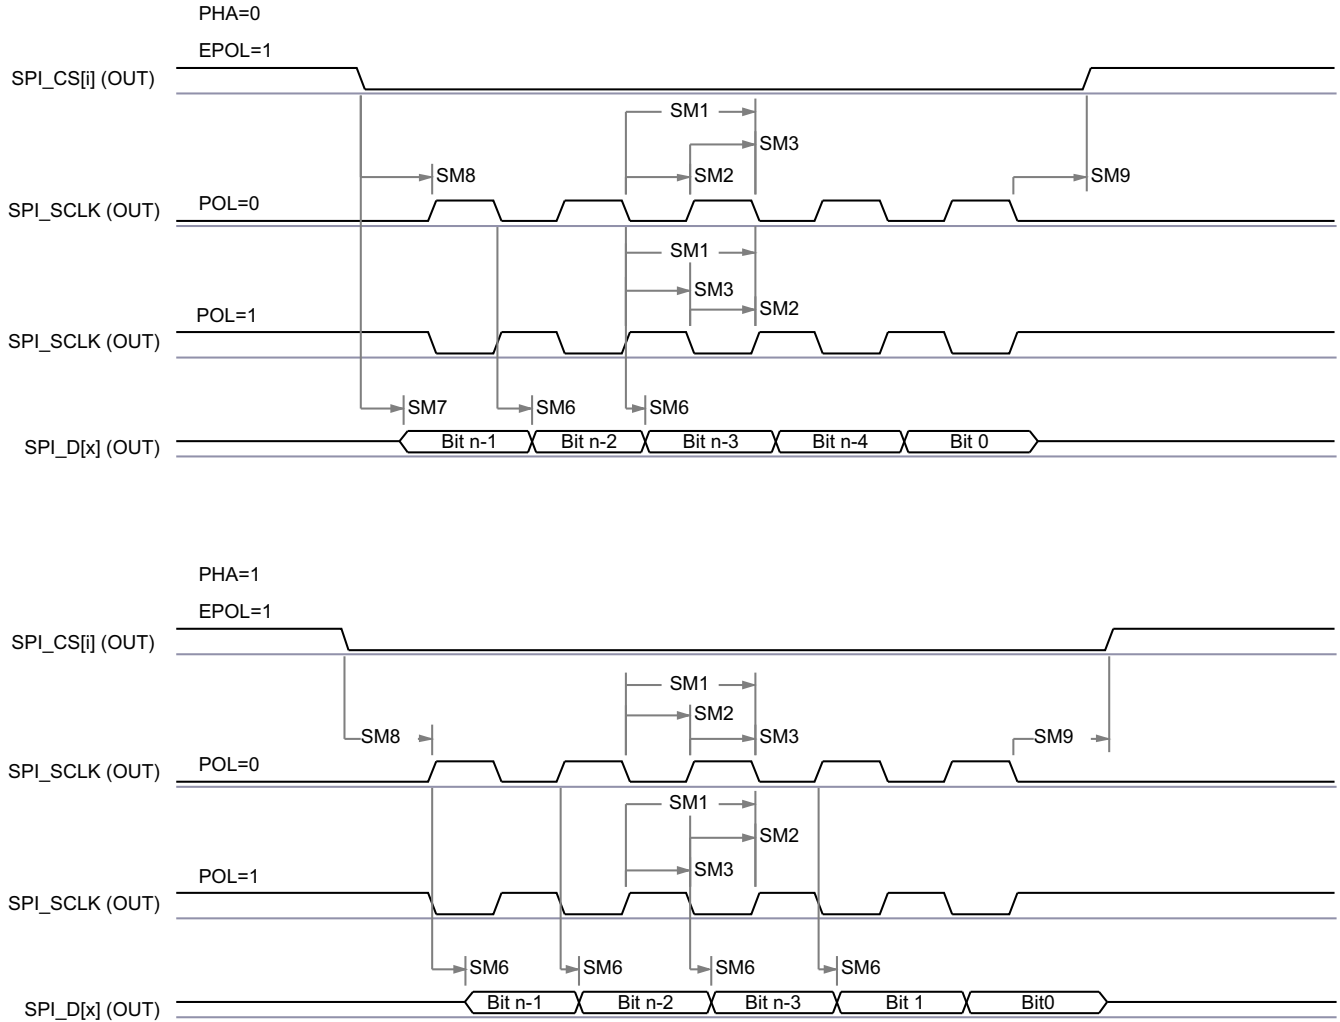 PHA=0
EPOL=1
SPI_CS[i] (OUT)
SM1
SM3
SM8
SM2
SM9
POL=0
SPI_SCLK (OUT)
SM1
SM3
SM2
POL=1
SPI_SCLK (OUT)
SM7
SM6
SM6
SPI_D[x] (OUT)
Bit n-1
Bit n-2
Bit n-3
Bit n-4
Bit 0
PHA=1
EPOL=1
SPI_CS[i] (OUT)
SM1
SM2
SM8
SM3
SM9
POL=0
SPI_SCLK (OUT)
SM1
SM2
SM3
POL=1
SPI_SCLK (OUT)
SM6
SM6
SM6
SM6
SPI_D[x] (OUT)
Bit n-1
Bit n-2
Bit n-3
Bit 1
Bit0